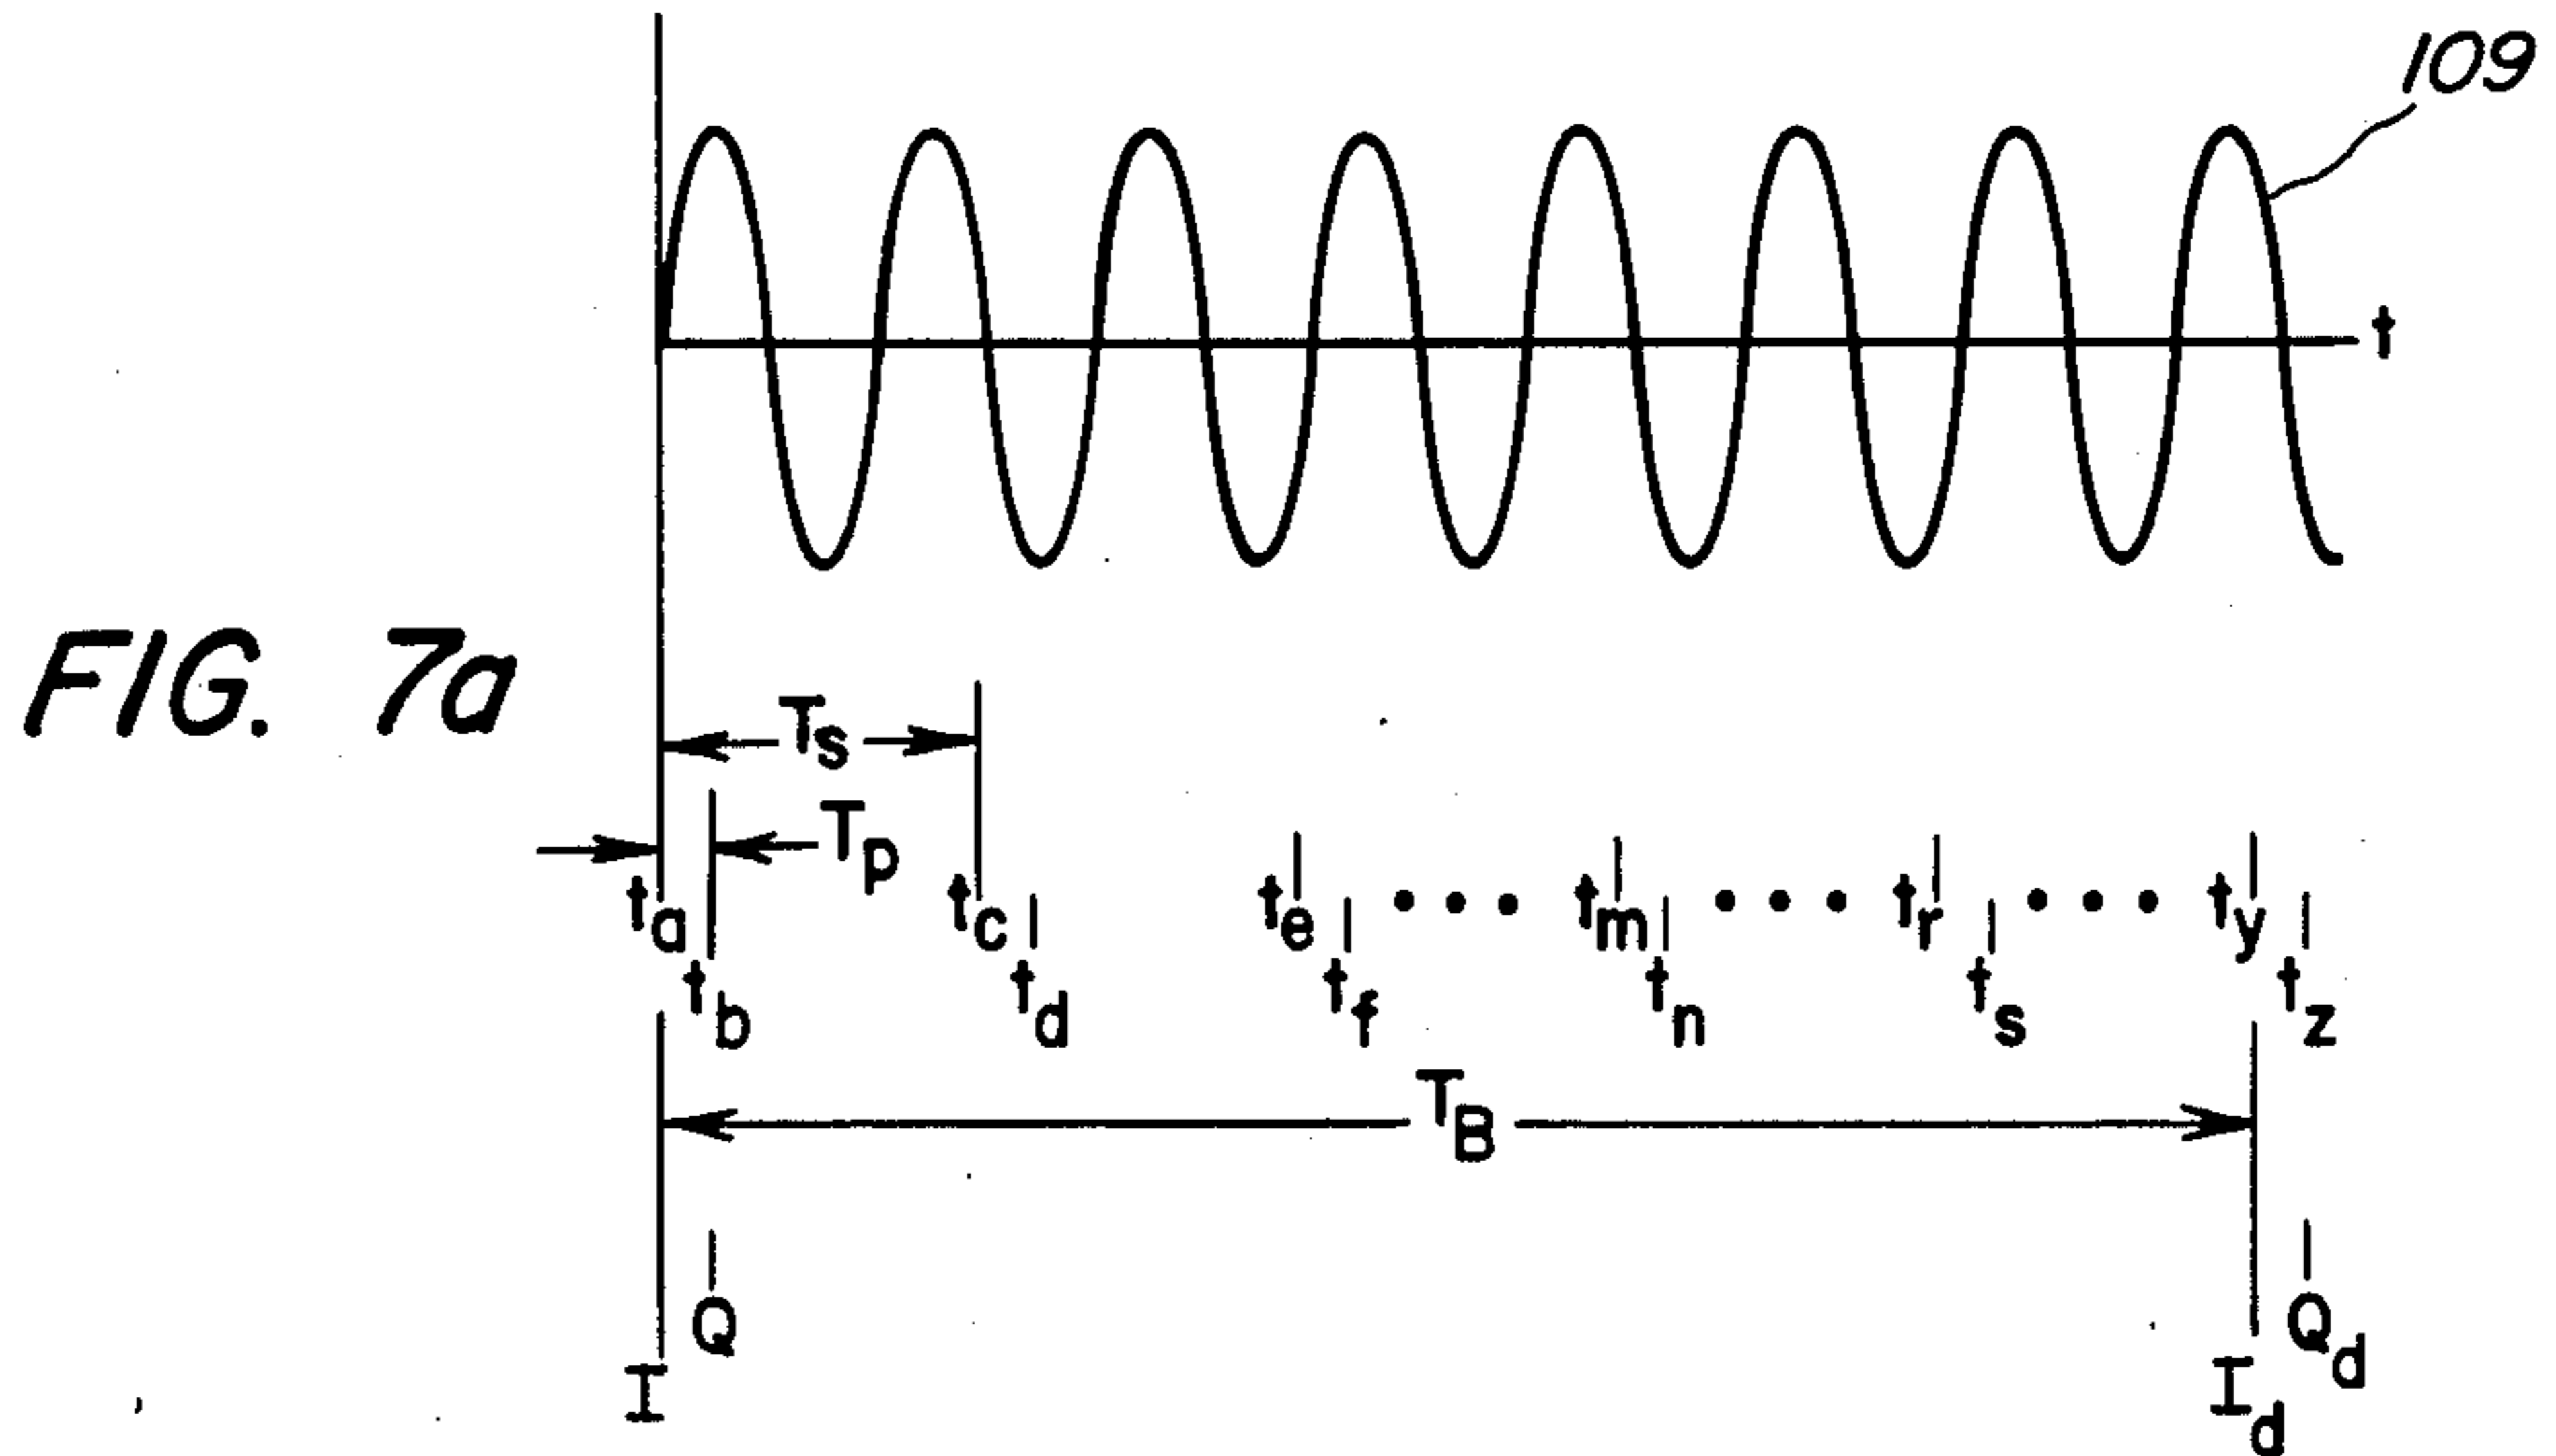 109
t
FIG. 7a
Ts
Tp
ta tc te • • • tm • • • tr • • • ty
tb td tf tn ts tz
TB
Q Qd
I Id